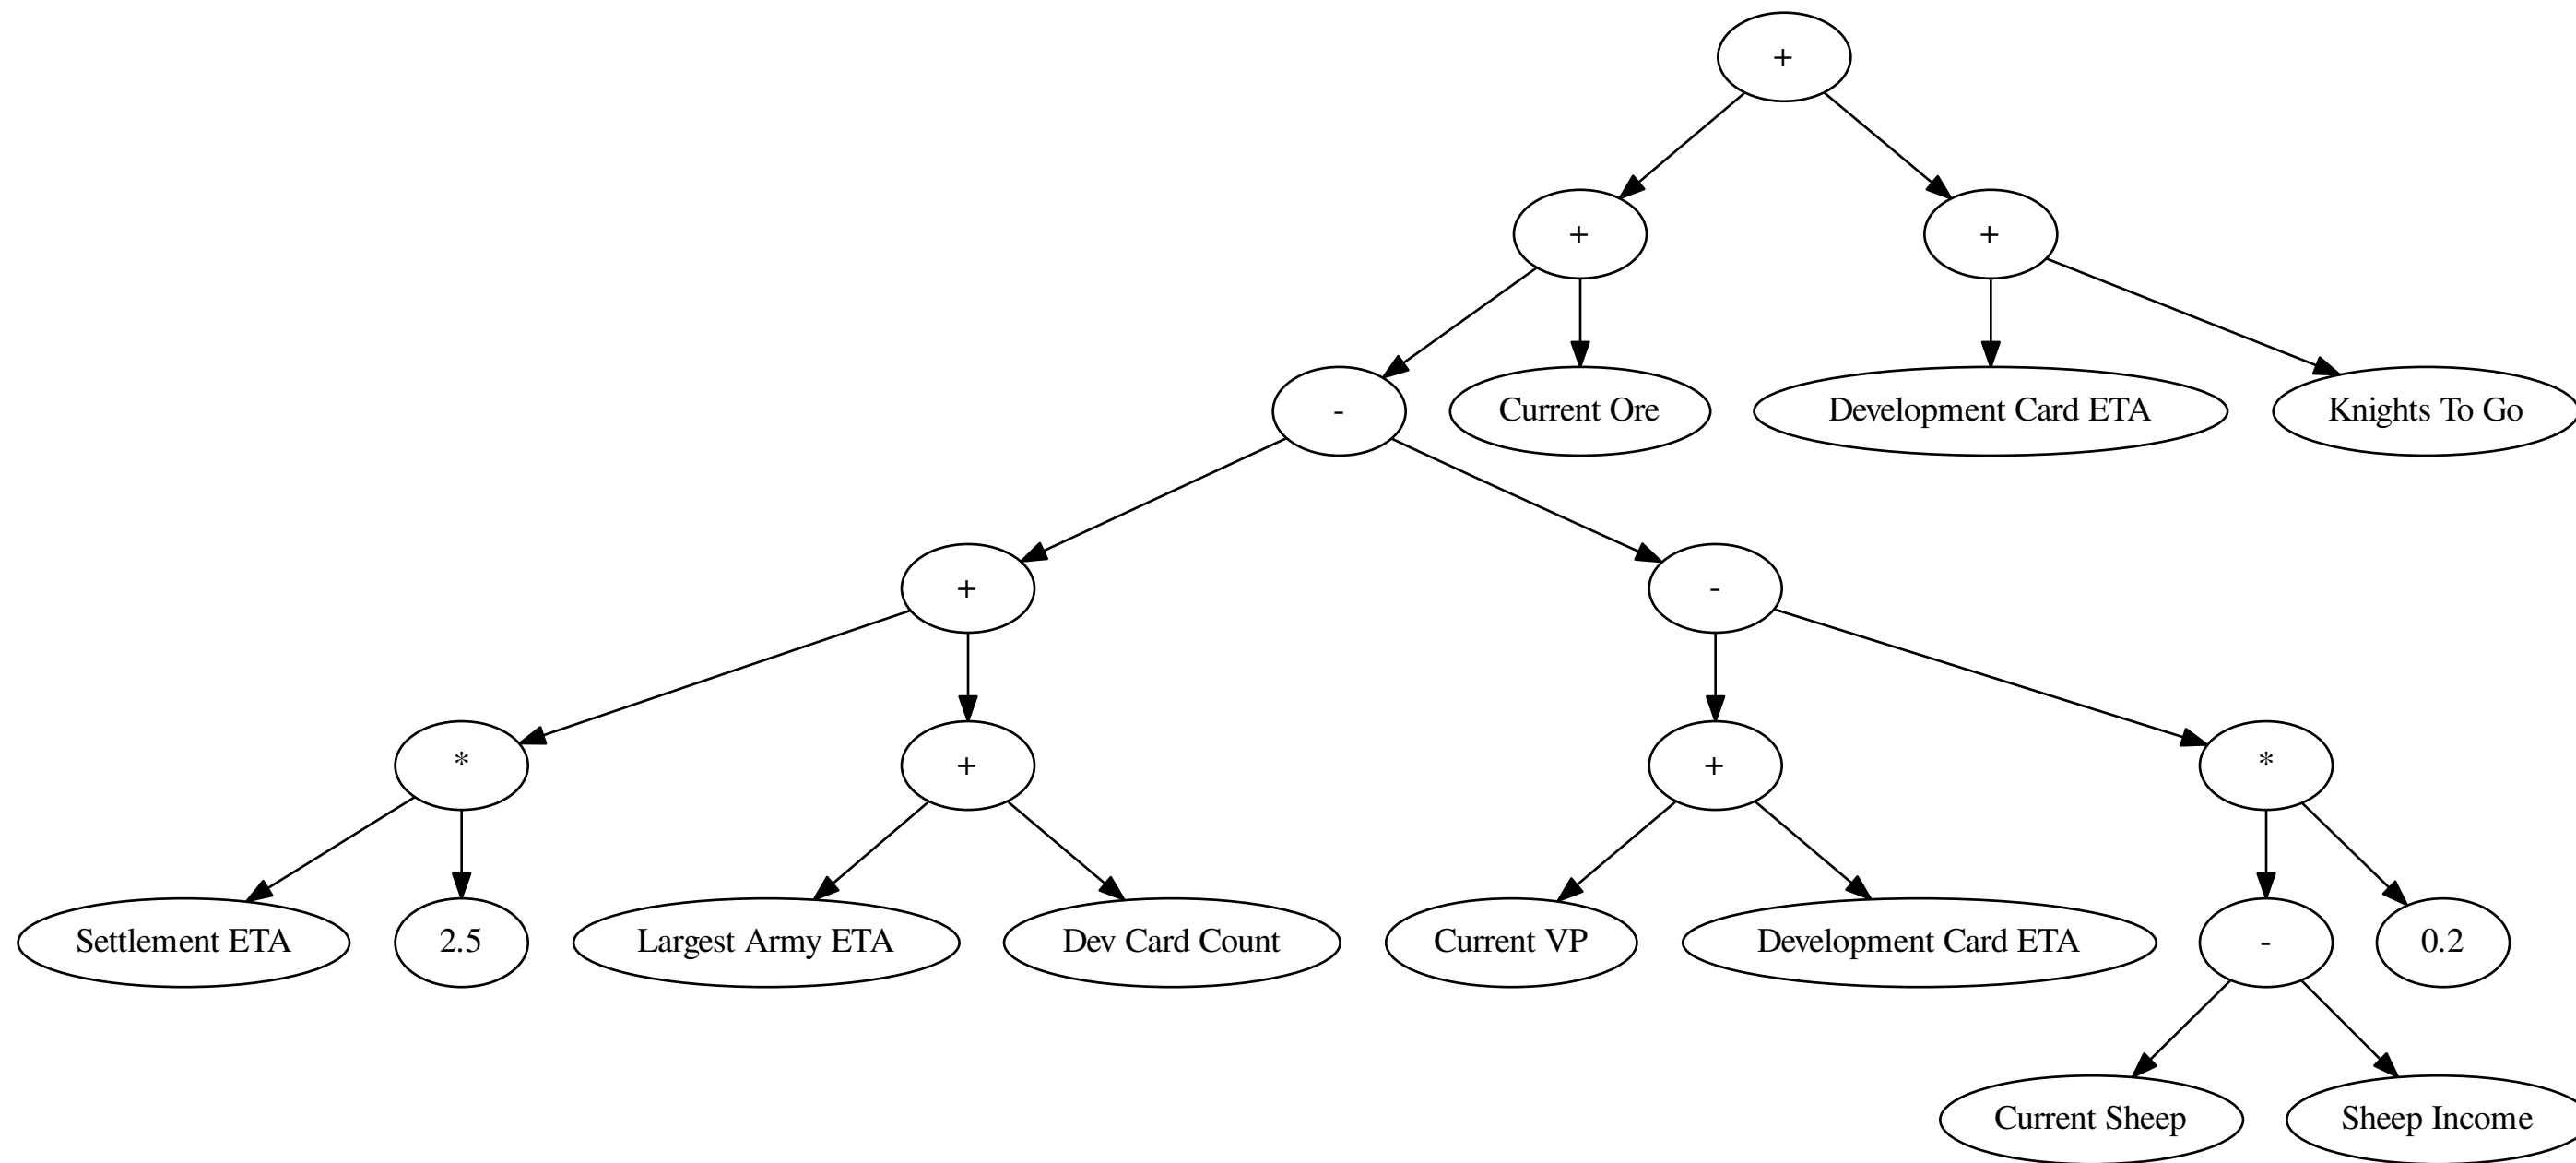 +
+
+
-
Current Ore
Development Card ETA
Knights To Go
+
-
*
+
+
*
Settlement ETA
2.5
Largest Army ETA
Dev Card Count
Current VP
Development Card ETA
-
0.2
Current Sheep
Sheep Income